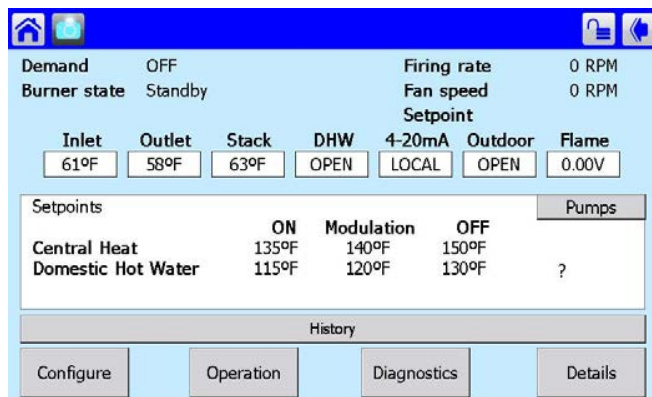 Demand OFF Firing rate 0 RPM
Burner state Standby Fan speed 0 RPM
Setpoint
Inlet Outlet Stack DHW 4-20mA Outdoor Flame
61ºF 58ºF 63ºF OPEN LOCAL OPEN 0.00V
Setpoints Pumps
ON Modulation OFF
Central Heat 135ºF 140ºF 150ºF
Domestic Hot Water 115ºF 120ºF 130ºF ?
History
Configure Operation Diagnostics Details